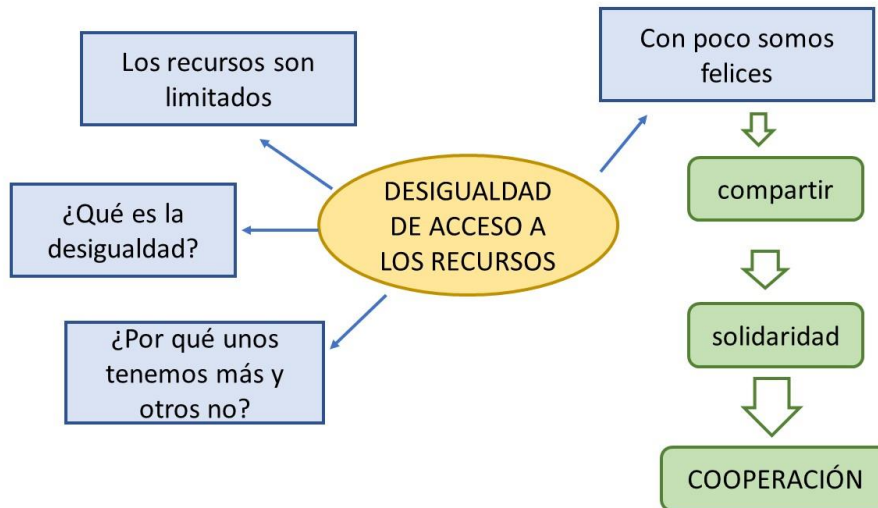 Los recursos son
limitados
Con poco somos
felices
¿Qué es la
desigualdad?
DESIGUALDAD
DE ACCESO A
LOS RECURSOS
compartir
¿Por qué unos
tenemos más y
otros no?
solidaridad
COOPERACIÓN